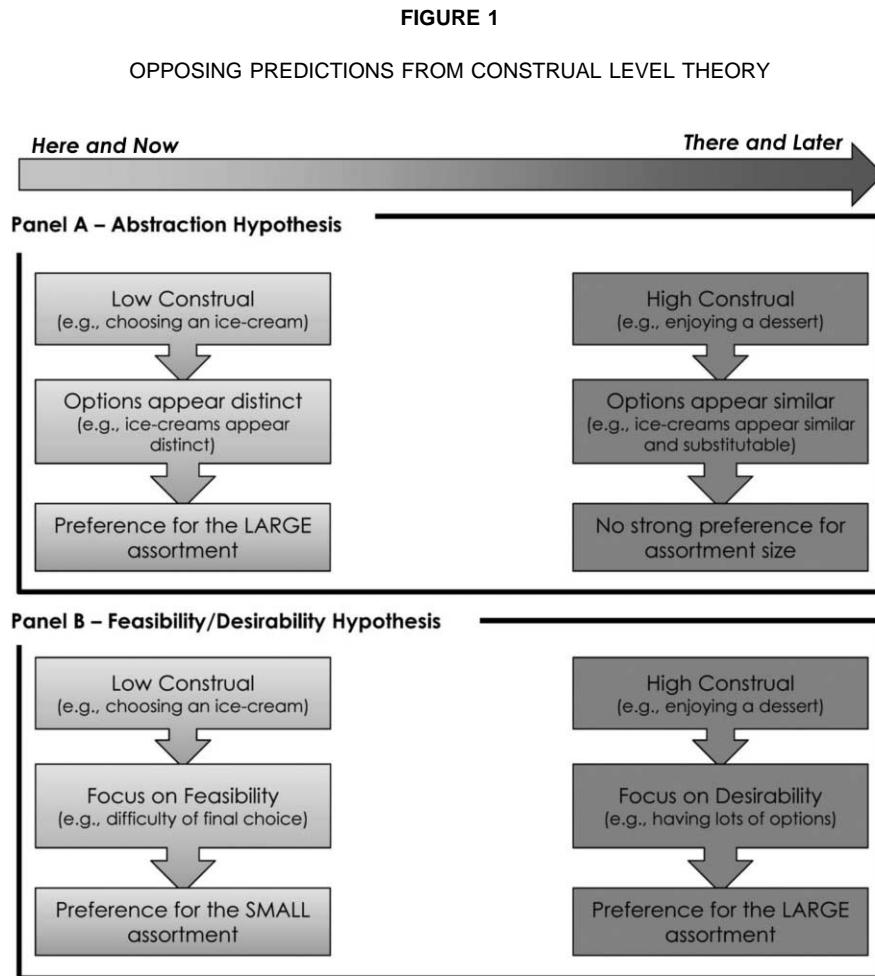 FIGURE 1
OPPOSING PREDICTIONS FROM CONSTRUAL LEVEL THEORY
Here and Now
There and Later
Panel A – Abstraction Hypothesis
Low Construal
(e.g., choosing an ice-cream)
High Construal
(e.g., enjoying a dessert)
Options appear distinct
(e.g., ice-creams appear
distinct)
Options appear similar
(e.g., ice-creams appear similar
and substitutable)
Preference for the LARGE
assortment
No strong preference for
assortment size
Panel B – Feasibility/Desirability Hypothesis
Low Construal
(e.g., choosing an ice-cream)
High Construal
(e.g., enjoying a dessert)
Focus on Feasibility
(e.g., difficulty of final choice)
Focus on Desirability
(e.g., having lots of options)
Preference for the SMALL
assortment
Preference for the LARGE
assortment